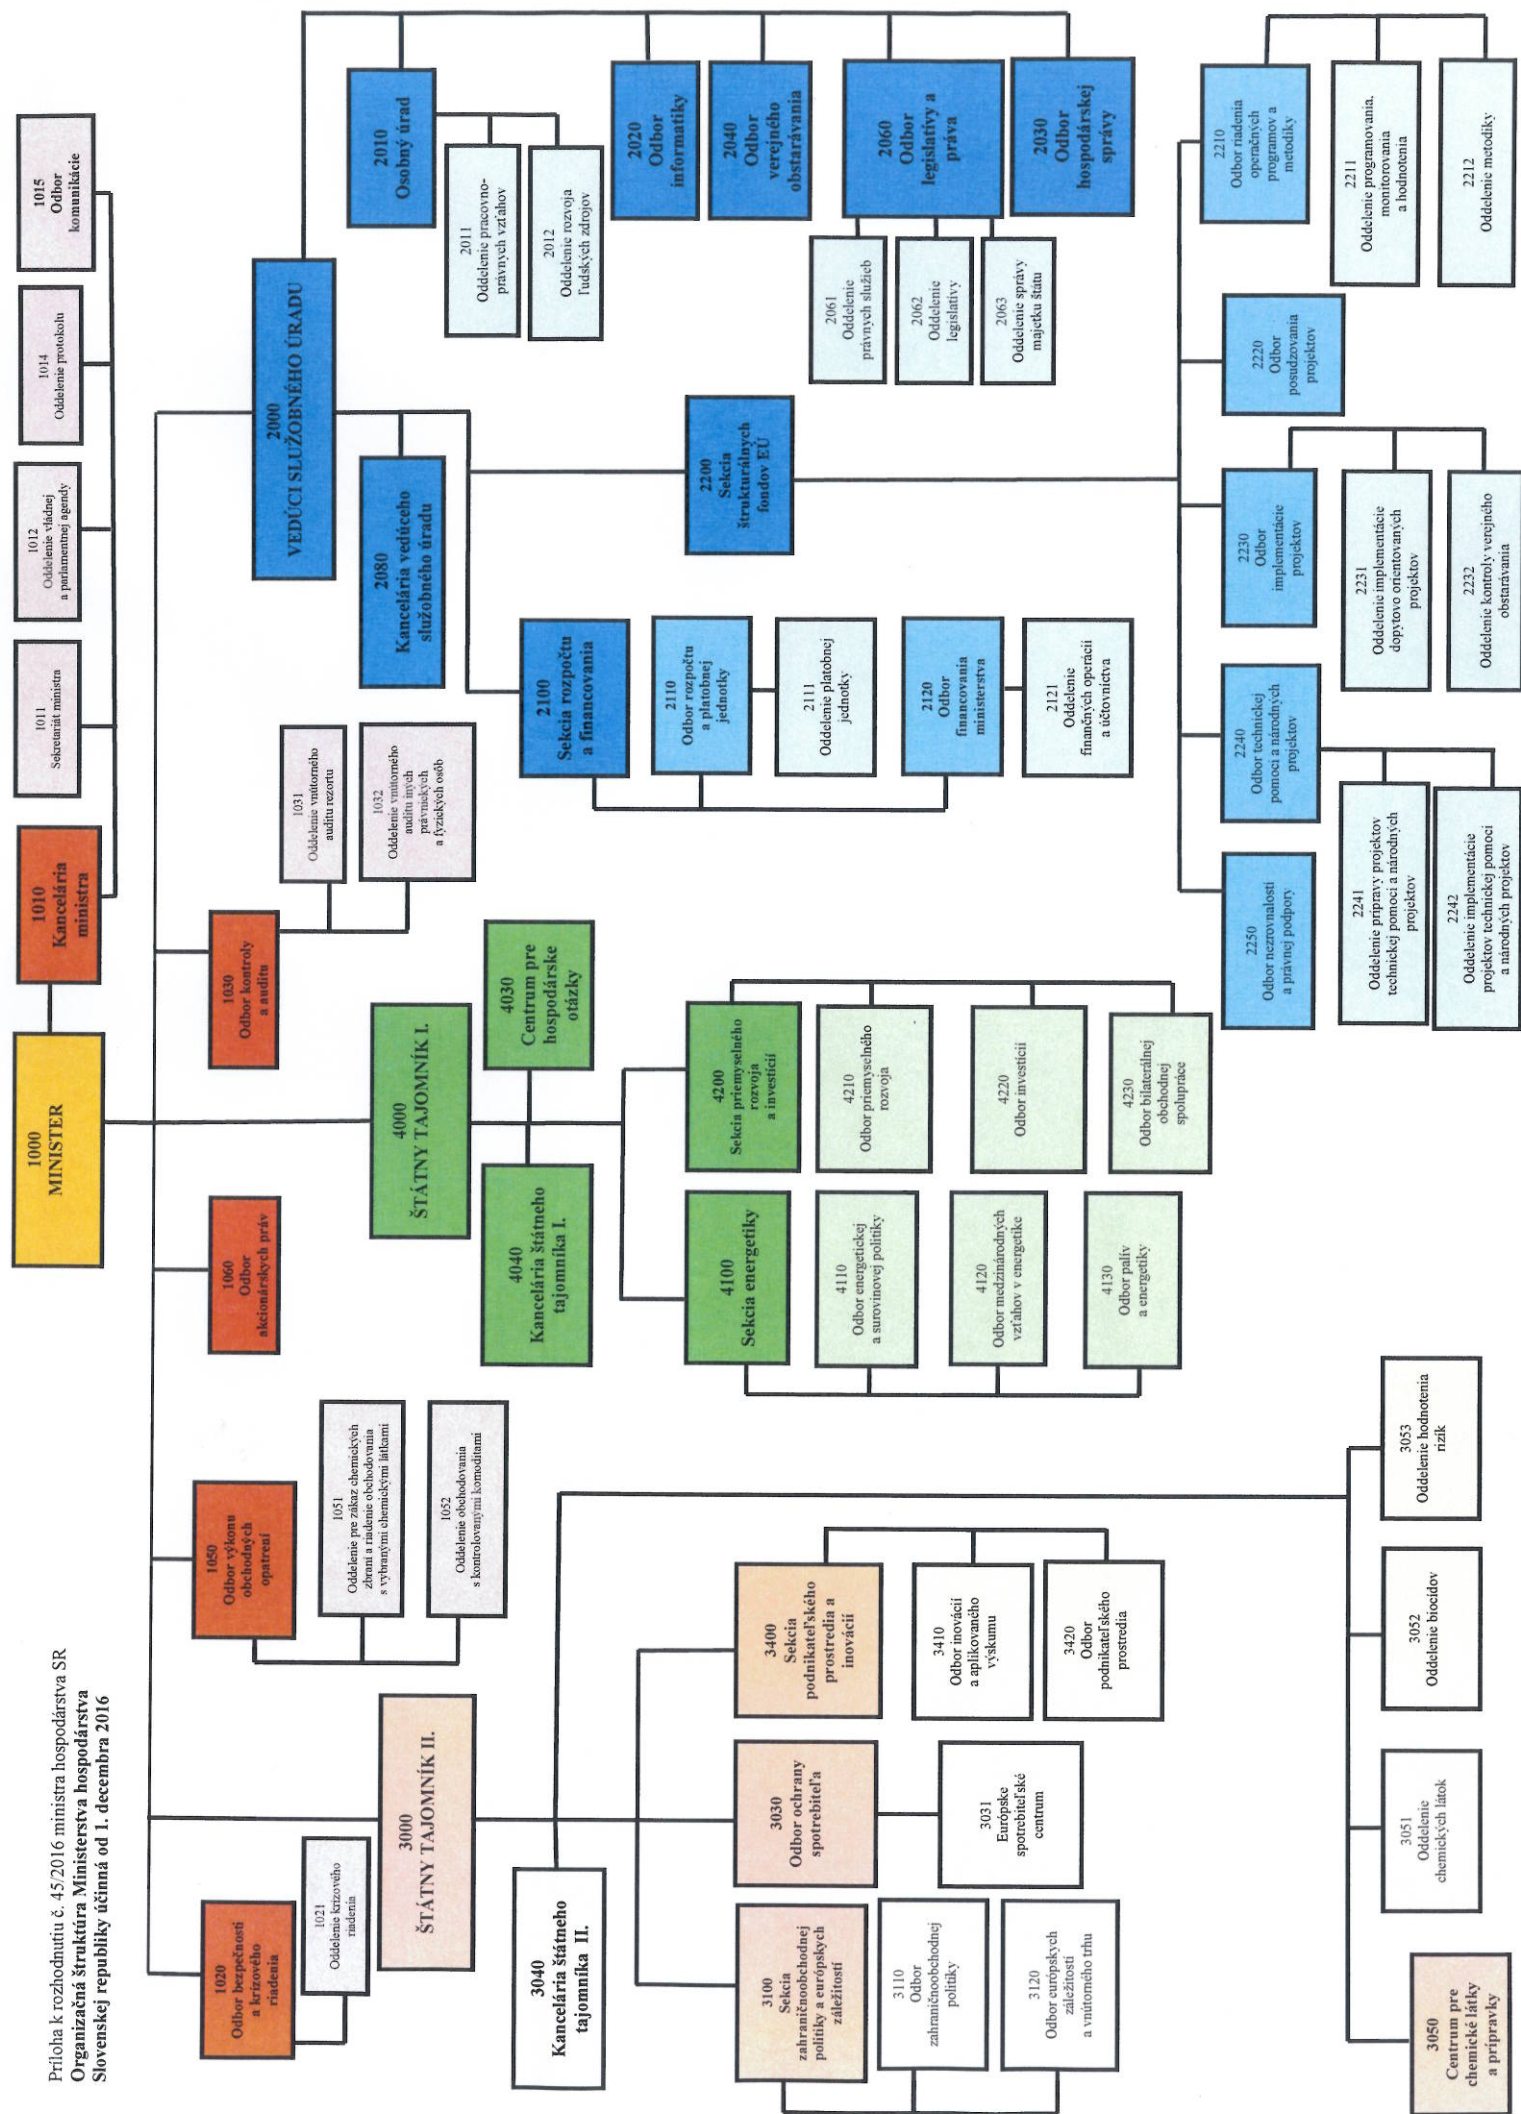 Príloha k rozhodnutiu č. 45/2016 ministra hospodárstva SR
Organizačná štruktúra Ministerstva hospodárstva
Slovenskej republiky účinná od 1. decembra 2016
1000
MINISTER
1010
Kancelária
ministra
1011
Sekretariát ministra
1012
Oddelenie vládnej
a parlamentnej agendy
1014
Oddelenie protokolu
1015
Odbor
komunikácie
1020
Odbor bezpečnosti
a krízového
riadenia
1021
Oddelenie krízového
riadenia
1050
Odbor výkonu
obchodných
opatrení
1051
Oddelenie pre zákaz chemických
zbraní a riadenie obchodovania
s vybranými chemickými látkami
1052
Oddelenie obchodovania
s kontrolovanými komoditami
1060
Odbor
akcionárskych práv
1030
Odbor kontroly
a auditu
1031
Oddelenie vnútorného
auditu rezortu
1032
Oddelenie vnútorného
auditu iných
právnických
a fyzických osôb
3000
ŠTÁTNY TAJOMNÍK II.
3040
Kancelária štátneho
tajomníka II.
3100
Sekcia
zahraničnoobchodnej
politiky a európskych
záležitostí
3110
Odbor
zahraničnoobchodnej
politiky
3120
Odbor európskych
záležitostí
a vnútorného trhu
3030
Odbor ochrany
spotrebiteľa
3031
Európske
spotrebiteľské
centrum
3400
Sekcia
podnikateľského
prostredia a
inovácií
3410
Odbor inovácií
a aplikovaného
výskumu
3420
Odbor
podnikateľského
prostredia
3050
Centrum pre
chemické látky
a prípravky
3051
Oddelenie
chemických látok
3052
Oddelenie biocídov
3053
Oddelenie hodnotenia
rizík
4000
ŠTÁTNY TAJOMNÍK I.
4040
Kancelária štátneho
tajomníka I.
4030
Centrum pre
hospodárske
otázky
4100
Sekcia energetiky
4110
Odbor energetickej
a surovinovej politiky
4120
Odbor medzinárodných
vzťahov v energetike
4130
Odbor palív
a energetiky
4200
Sekcia priemyselného
rozvoja
a investícií
4210
Odbor priemyselného
rozvoja
4220
Odbor investícií
4230
Odbor bilaterálnej
obchodnej
spolupráce
2000
VEDÚCI SLUŽOBNÉHO ÚRADU
2080
Kancelária vedúceho
služobného úradu
2100
Sekcia rozpočtu
a financovania
2110
Odbor rozpočtu
a platobnej
jednotky
2111
Oddelenie platobnej
jednotky
2120
Odbor
financovania
ministerstva
2121
Oddelenie
finančných operácií
a účtovníctva
2200
Sekcia
štrukturálnych
fondov EÚ
2250
Odbor nezrovnalostí
a právnej podpory
2240
Odbor technickej
pomoci a národných
projektov
2241
Oddelenie prípravy projektov
technickej pomoci a národných
projektov
2242
Oddelenie implementácie
projektov technickej pomoci
a národných projektov
2230
Odbor
implementácie
projektov
2231
Oddelenie implementácie
dopytovo orientovaných
projektov
2232
Oddelenie kontroly verejného
obstarávania
2220
Odbor
posudzovania
projektov
2210
Odbor riadenia
operačných
programov a
metodiky
2211
Oddelenie programovania.
monitorovania
a hodnotenia
2212
Oddelenie metodiky
2010
Osobný úrad
2011
Oddelenie pracovno-
právnych vzťahov
2012
Oddelenie rozvoja
ľudských zdrojov
2020
Odbor
informatiky
2040
Odbor
verejného
obstarávania
2060
Odbor
legislatívy a
práva
2061
Oddelenie
právnych služieb
2062
Oddelenie
legislatívy
2063
Oddelenie správy
majetku štátu
2030
Odbor
hospodárskej
správy